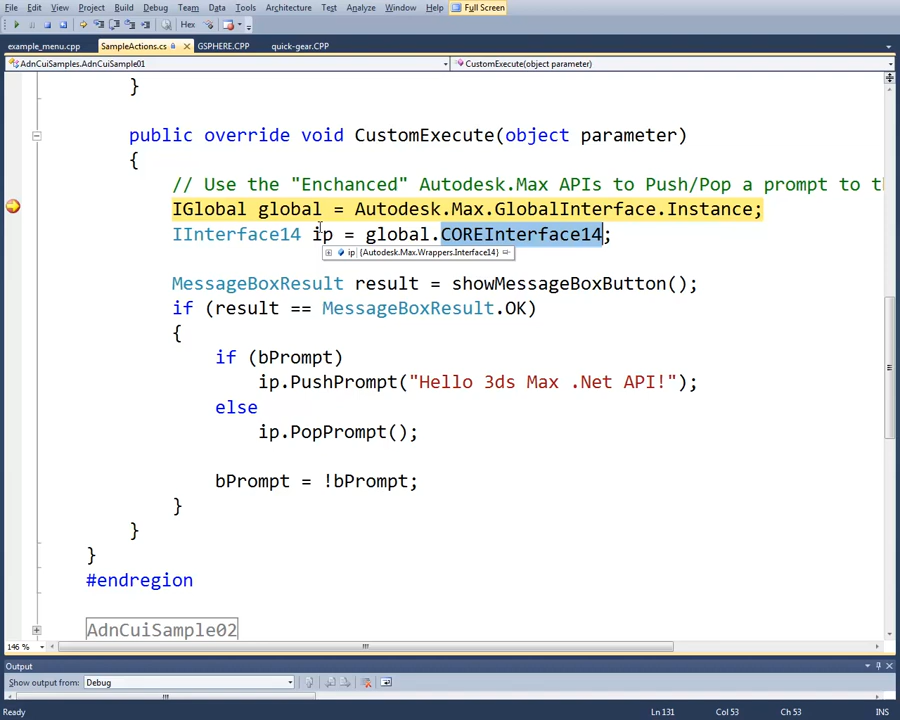 File Edit View Project Build Debug Team Data Tools Architecture Test Analyze Window Help Full Screen
Hex
example_menu.cpp SampleActions.cs GSPHERE.CPP quick-gear.CPP
AdnCuiSamples.AdnCuiSample01 CustomExecute(object parameter)
}
public override void CustomExecute(object parameter)
{
// Use the "Enchanced" Autodesk.Max APIs to Push/Pop a prompt to th
IGlobal global = Autodesk.Max.GlobalInterface.Instance;
IInterface14 ip = global.COREInterface14;
ip {Autodesk.Max.Wrappers.Interface14}
MessageBoxResult result = showMessageBoxButton();
if (result == MessageBoxResult.OK)
{
if (bPrompt)
ip.PushPrompt("Hello 3ds Max .Net API!");
else
ip.PopPrompt();
bPrompt = !bPrompt;
}
}
}
#endregion
AdnCuiSample02
146 %
Output
Show output from: Debug
Ready Ln 131 Col 53 Ch 53 INS